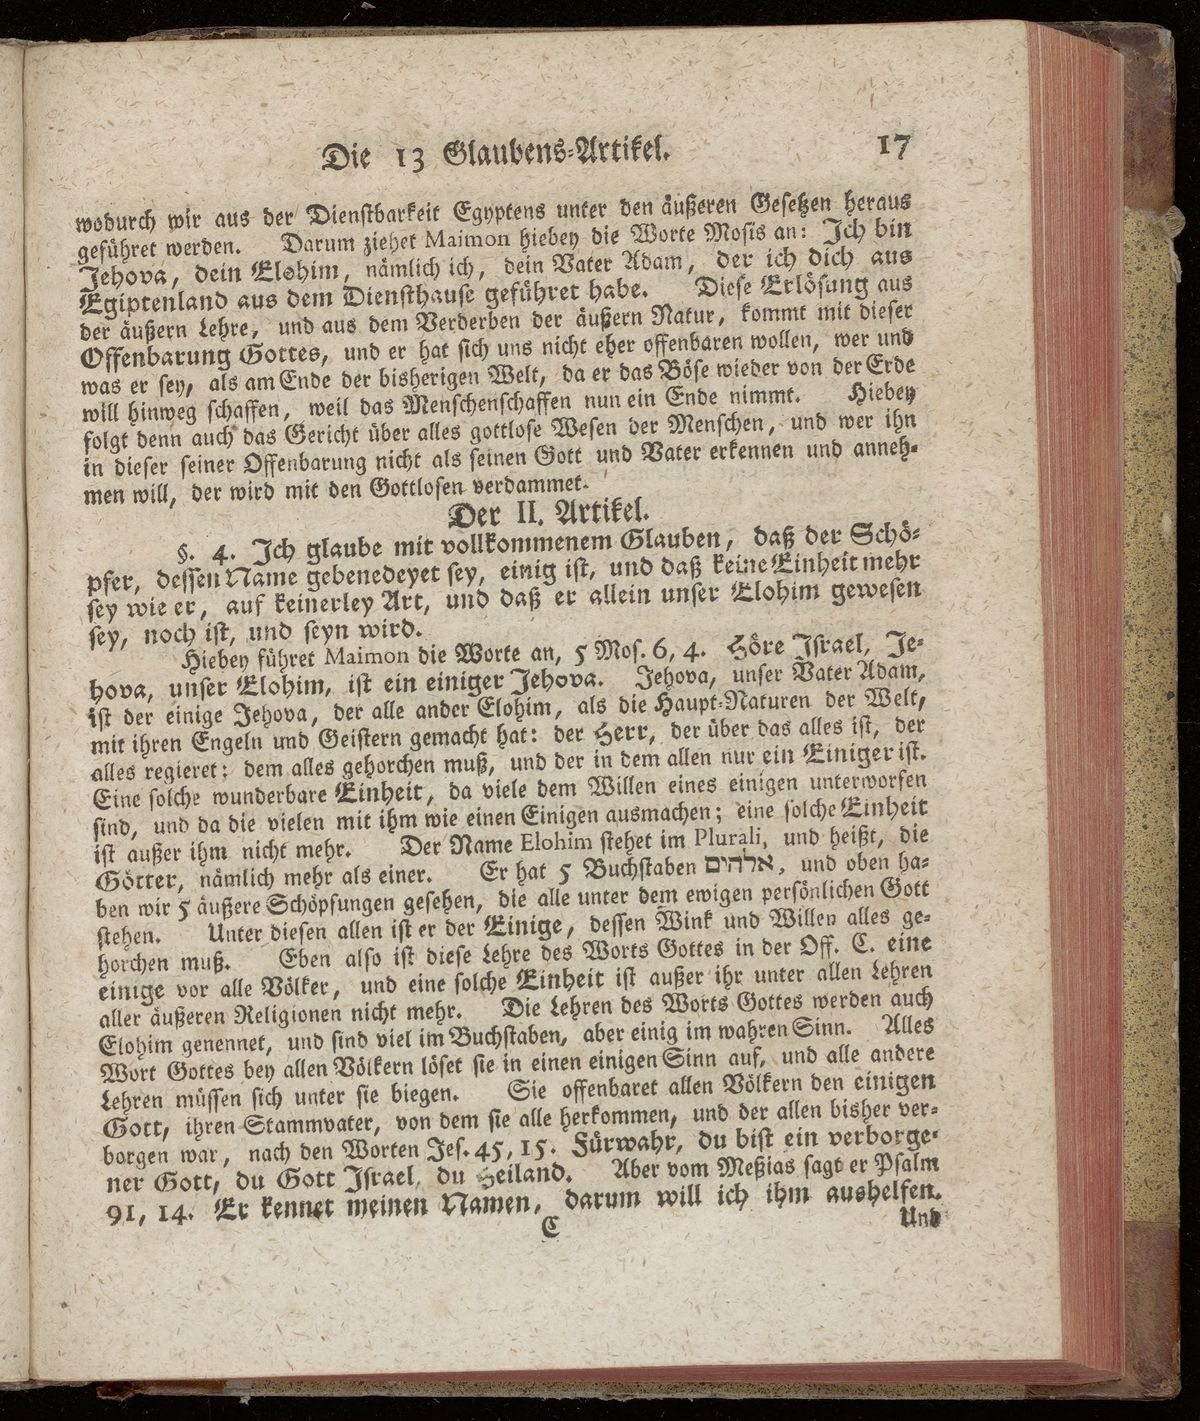 Die 13 Glaubens-Artikel. 17
wodurch wir aus der Dienstbarkeit Egyptens unter den äußeren Gesetzen heraus
geführet werden. Darum ziehet Maimon hiebey die Worte Mosis an: Ich bin
Jehova, dein Elohim, nämlich ich, dein Vater Adam, der ich dich aus
Egiptenland aus dem Diensthause geführet habe. Diese Erlösung aus
der äußern Lehre, und aus dem Verderben der äußern Natur, kommt mit dieser
Offenbarung Gottes, und er hat sich uns nicht eher offenbaren wollen, wer und
was er sey, als am Ende der bisherigen Welt, da er das Böse wieder von der Erde
will hinweg schaffen, weil das Menschenschaffen nun ein Ende nimmt. Hiebey
folgt denn auch das Gericht über alles gottlose Wesen der Menschen, und wer ihn
in dieser seiner Offenbarung nicht als seinen Gott und Vater erkennen und anneh-
men will, der wird mit den Gottlosen verdammet.
Der II. Artikel.
§. 4. Ich glaube mit vollkommenem Glauben, daß der Schö-
pfer, dessen Name gebenedeyet sey, einig ist, und daß keine Einheit mehr
sey wie er, auf keinerley Art, und daß er allein unser Elohim gewesen
sey, noch ist, und seyn wird.
Hiebey führet Maimon die Worte an, 5 Mos. 6, 4. Höre Israel, Je-
hova, unser Elohim, ist ein einiger Jehova. Jehova, unser Vater Adam,
ist der einige Jehova, der alle ander Elohim, als die Haupt-Naturen der Welt,
mit ihren Engeln und Geistern gemacht hat: der Herr, der über das alles ist, der
alles regieret; dem alles gehorchen muß, und der in dem allen nur ein Einiger ist.
Eine solche wunderbare Einheit, da viele dem Willen eines einigen unterworfen
sind, und da die vielen mit ihm wie einen Einigen ausmachen; eine solche Einheit
ist außer ihm nicht mehr. Der Name Elohim stehet im Plurali, und heißt, die
Götter, nämlich mehr als einer. Er hat 5 Buchstaben אלהים, und oben ha-
ben wir 5 äußere Schöpfungen gesehen, die alle unter dem ewigen persönlichen Gott
stehen. Unter diesen allen ist er der Einige, dessen Wink und Willen alles ge-
horchen muß. Eben also ist diese Lehre des Worts Gottes in der Off. C. eine
einige vor alle Völker, und eine solche Einheit ist außer ihr unter allen Lehren
aller äußeren Religionen nicht mehr. Die Lehren des Worts Gottes werden auch
Elohim genennet, und sind viel im Buchstaben, aber einig im wahren Sinn. Alles
Wort Gottes bey allen Völkern löset sie in einen einigen Sinn auf, und alle andere
Lehren müssen sich unter sie biegen. Sie offenbaret allen Völkern den einigen
Gott, ihren Stammvater, von dem sie alle herkommen, und der allen bisher ver-
borgen war, nach den Worten Jes. 45, 15. Fürwahr, du bist ein verborge-
ner Gott, du Gott Israel, du Heiland. Aber vom Meßias sagt er Psalm
91, 14. Er kennet meinen Namen, darum will ich ihm aushelfen.
C Und